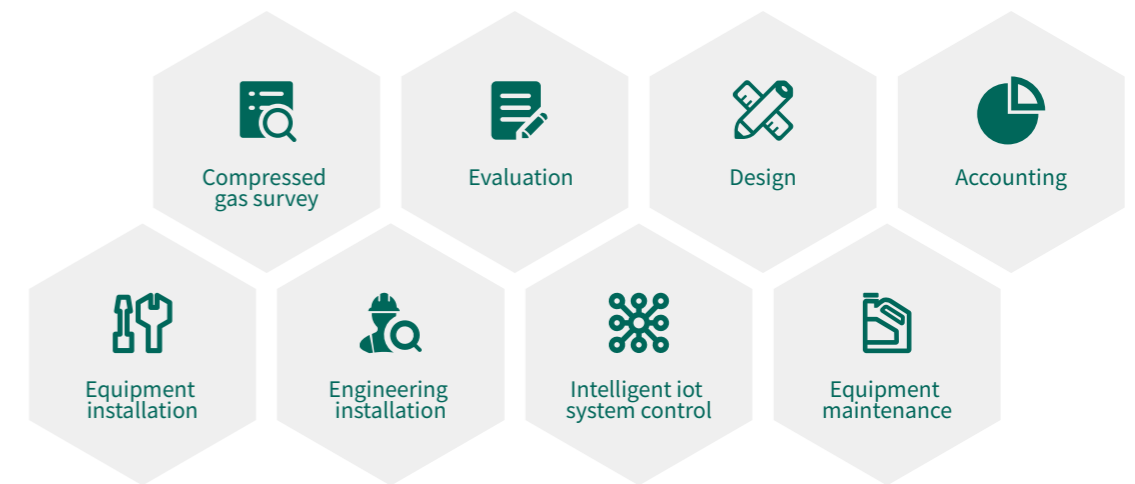 Compressed
gas survey
Evaluation
Design
Accounting
Equipment
installation
Engineering
installation
Intelligent iot
system control
Equipment
maintenance